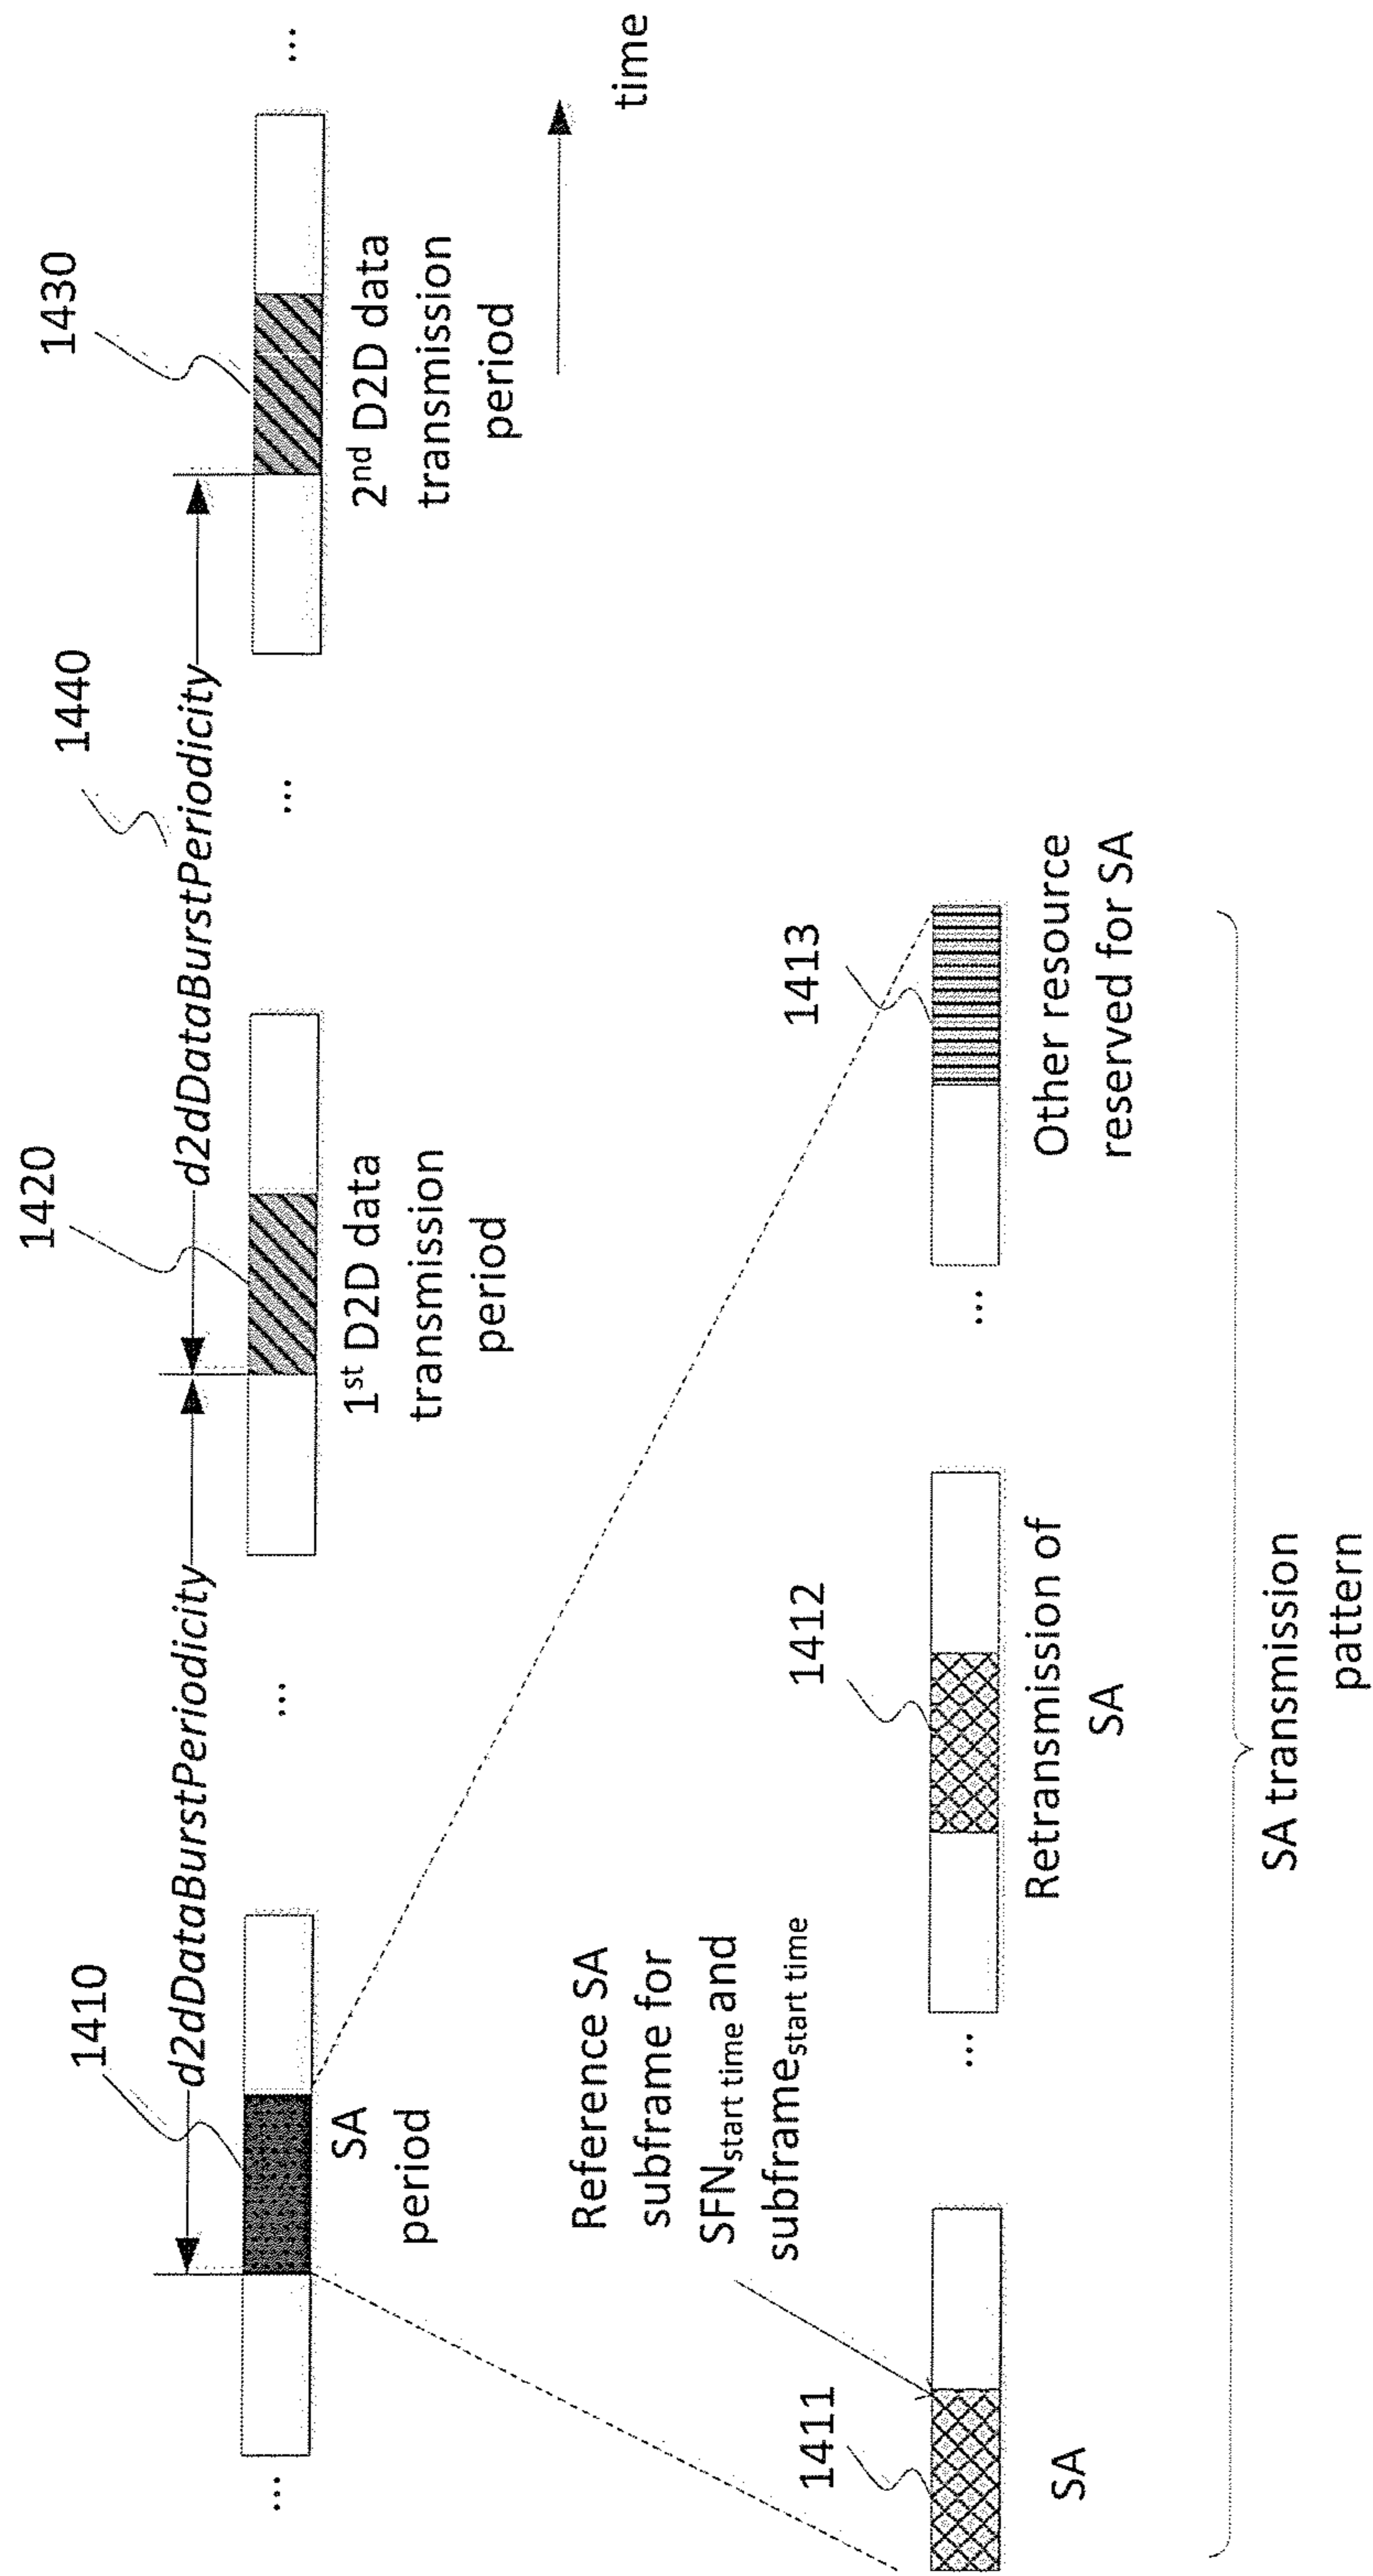 1410
1420
1440
1430
d2dDataBurstPeriodicity
d2dDataBurstPeriodicity
...
...
...
...
SA
period
1st D2D data
transmission
period
2nd D2D data
transmission
period
time
Reference SA
subframe for
SFNstart time and
subframestart time
1411
1412
1413
...
...
SA
Retransmission of
SA
Other resource
reserved for SA
SA transmission
pattern